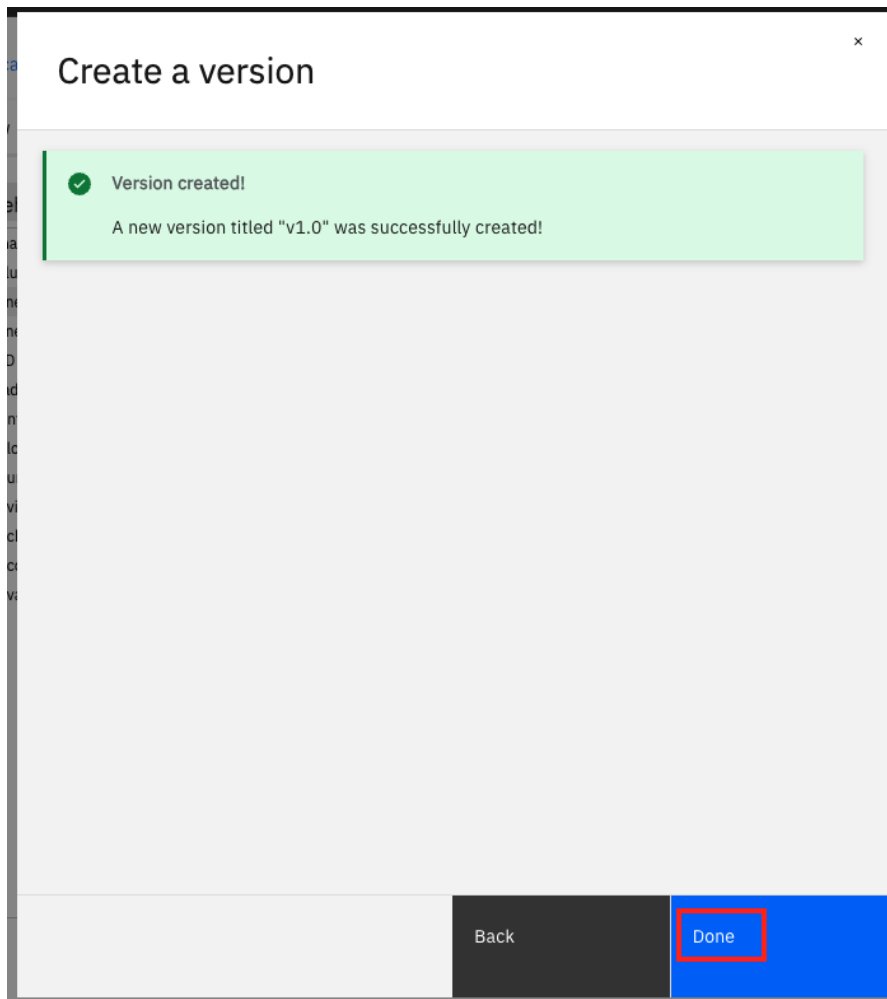 Create a version
Version created!
A new version titled "v1.0" was successfully created!
Back
Done